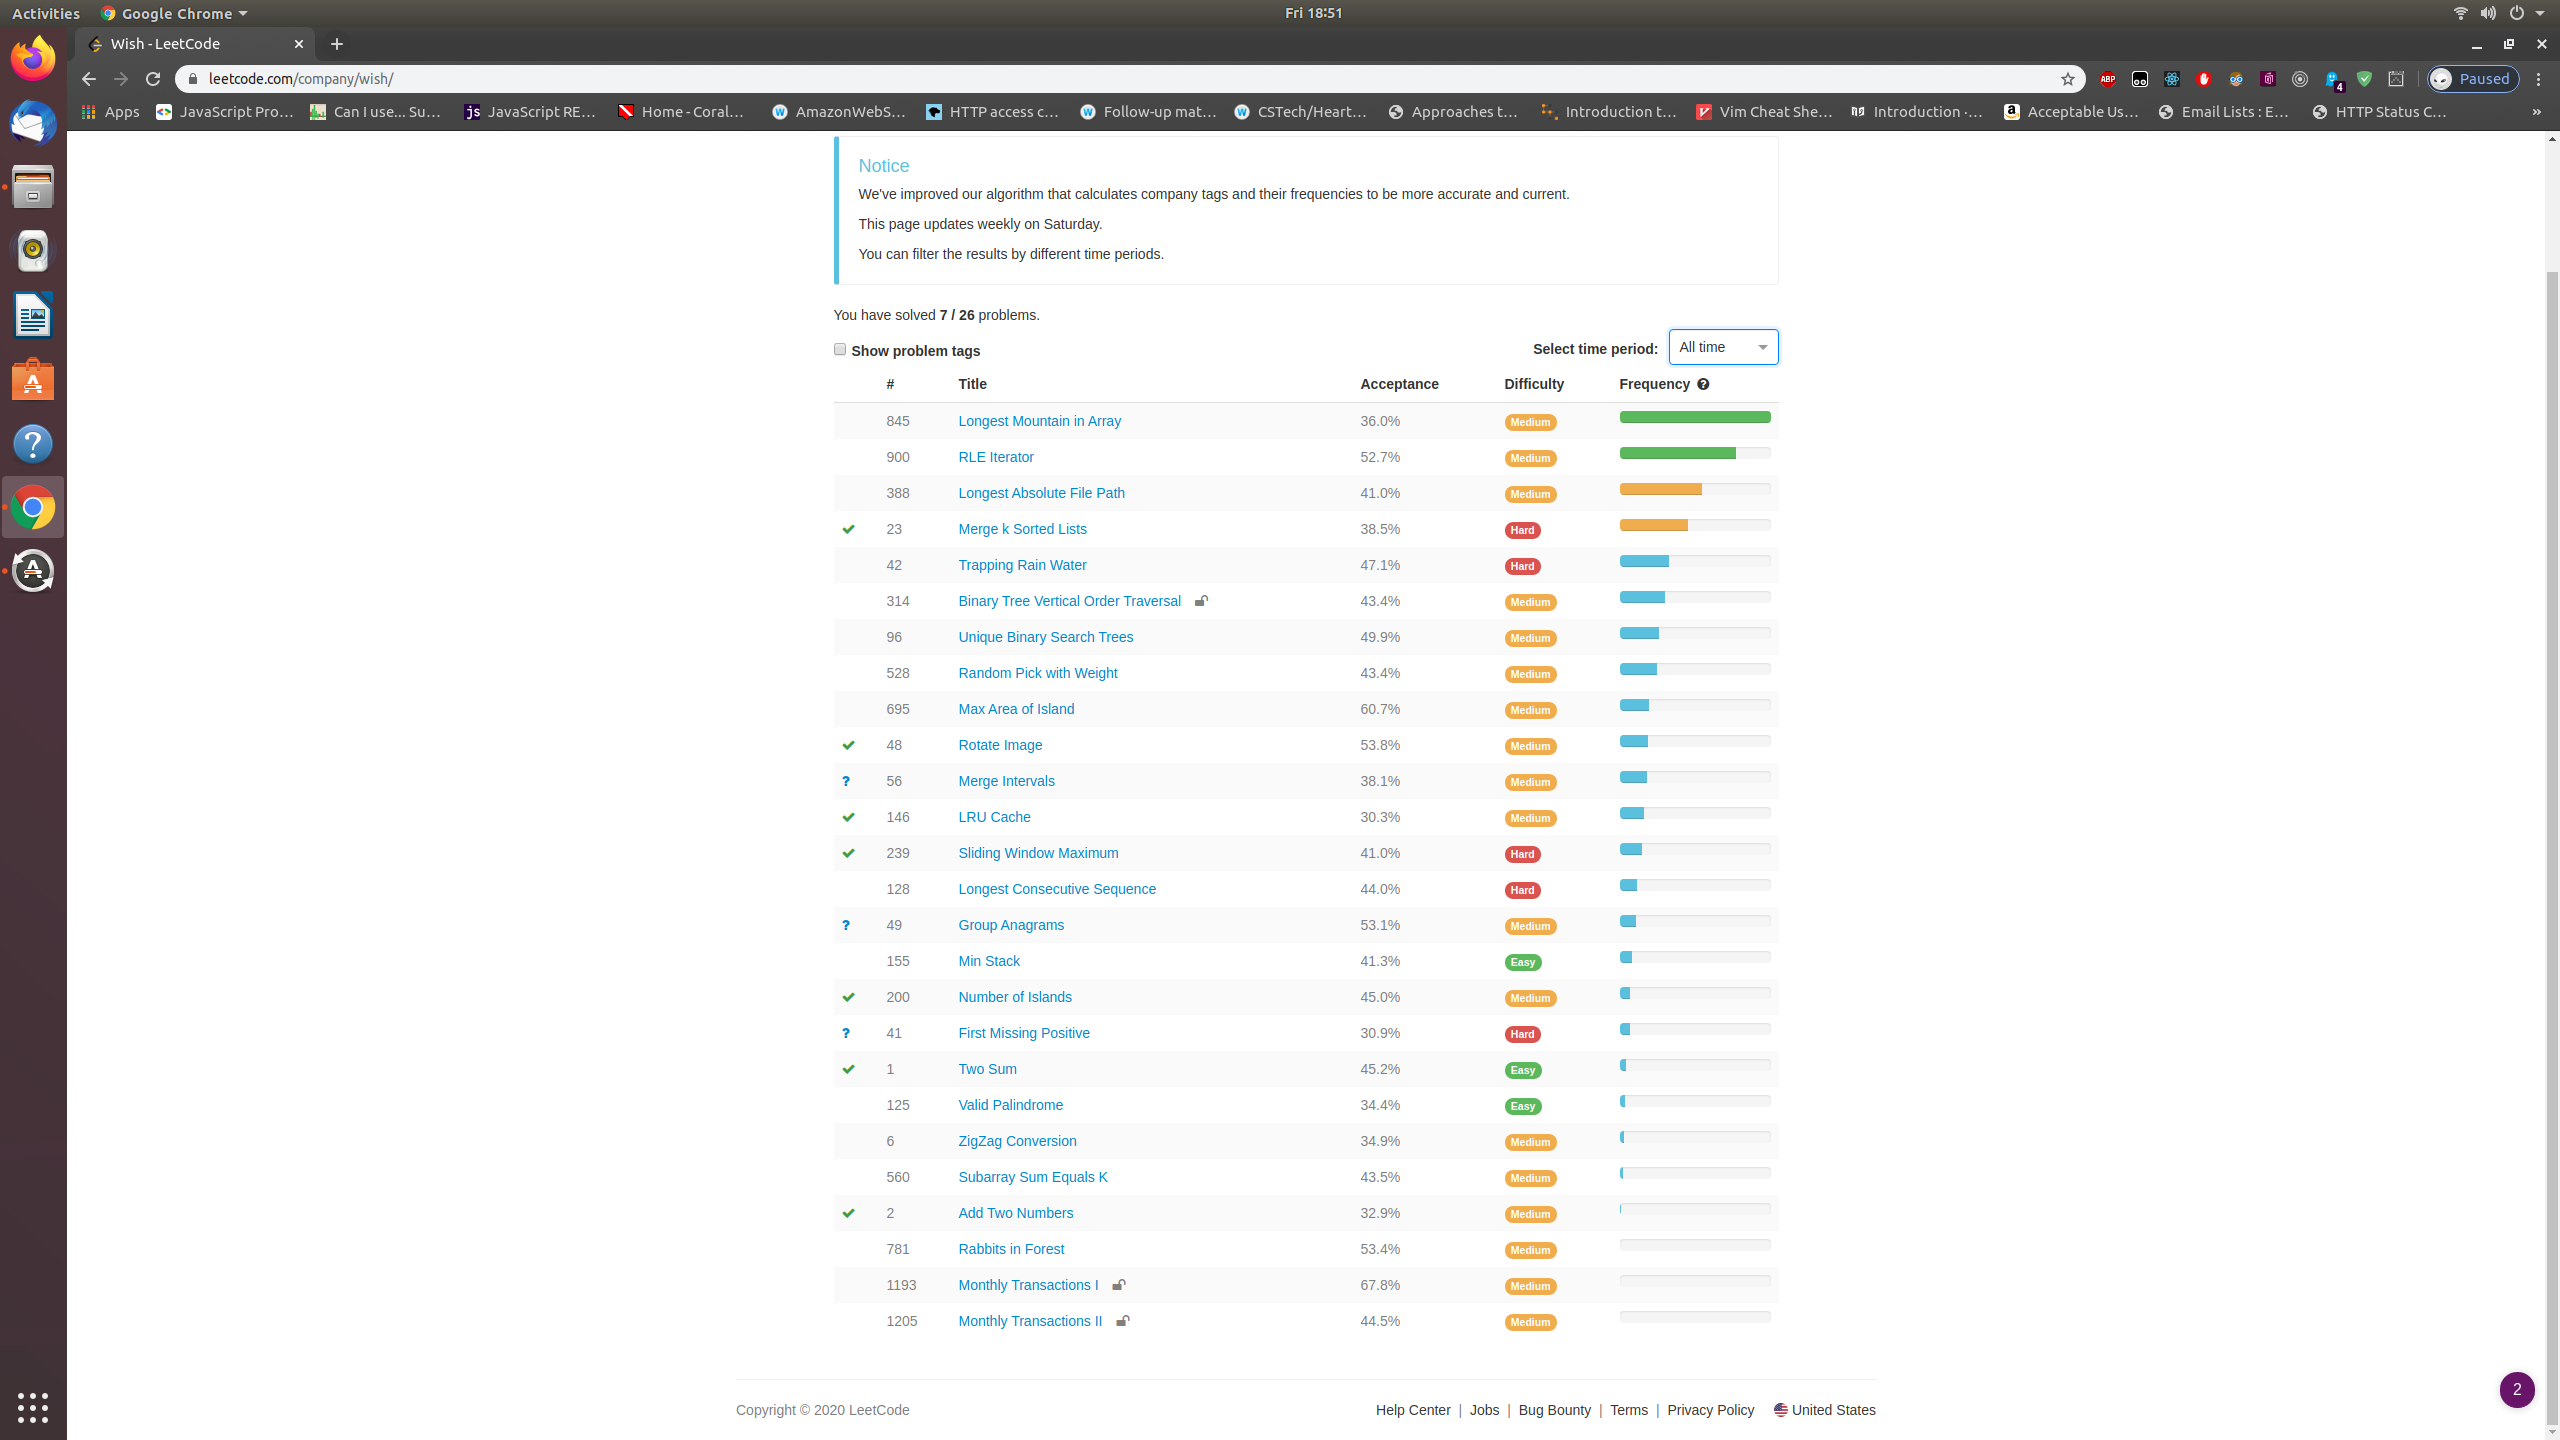 Activities Google Chrome Fri 18:51
Wish - LeetCode
leetcode.com/company/wish/ ABP 4 Paused
Apps JavaScript Pro… Can I use... Su… js JavaScript RE… Home - Coral… AmazonWebS… HTTP access c… Follow-up mat… CSTech/Heart… Approaches t… Introduction t… Vim Cheat She… Introduction ·… Acceptable Us… Email Lists : E… HTTP Status C… »
Notice
We've improved our algorithm that calculates company tags and their frequencies to be more accurate and current.
This page updates weekly on Saturday.
You can filter the results by different time periods.
You have solved 7 / 26 problems.
Show problem tags Select time period: All time
# Title Acceptance Difficulty Frequency ?
845 Longest Mountain in Array 36.0% Medium
900 RLE Iterator 52.7% Medium
388 Longest Absolute File Path 41.0% Medium
23 Merge k Sorted Lists 38.5% Hard
42 Trapping Rain Water 47.1% Hard
314 Binary Tree Vertical Order Traversal 43.4% Medium
96 Unique Binary Search Trees 49.9% Medium
528 Random Pick with Weight 43.4% Medium
695 Max Area of Island 60.7% Medium
48 Rotate Image 53.8% Medium
? 56 Merge Intervals 38.1% Medium
146 LRU Cache 30.3% Medium
239 Sliding Window Maximum 41.0% Hard
128 Longest Consecutive Sequence 44.0% Hard
? 49 Group Anagrams 53.1% Medium
155 Min Stack 41.3% Easy
200 Number of Islands 45.0% Medium
? 41 First Missing Positive 30.9% Hard
1 Two Sum 45.2% Easy
125 Valid Palindrome 34.4% Easy
6 ZigZag Conversion 34.9% Medium
560 Subarray Sum Equals K 43.5% Medium
2 Add Two Numbers 32.9% Medium
781 Rabbits in Forest 53.4% Medium
1193 Monthly Transactions I 67.8% Medium
1205 Monthly Transactions II 44.5% Medium
2
Copyright © 2020 LeetCode Help Center | Jobs | Bug Bounty | Terms | Privacy Policy United States